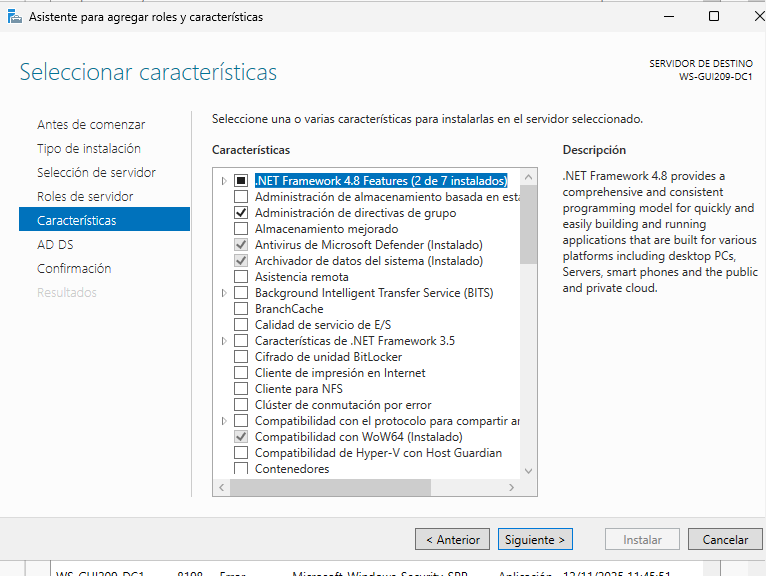 Asistente para agregar roles y características
Seleccionar características
SERVIDOR DE DESTINO
WS-GUI209-DC1
Antes de comenzar
Tipo de instalación
Selección de servidor
Roles de servidor
Características
AD DS
Confirmación
Resultados
Seleccione una o varias características para instalarlas en el servidor seleccionado.
Características
.NET Framework 4.8 Features (2 de 7 instalados)
Administración de almacenamiento basada en está
Administración de directivas de grupo
Almacenamiento mejorado
Antivirus de Microsoft Defender (Instalado)
Archivador de datos del sistema (Instalado)
Asistencia remota
Background Intelligent Transfer Service (BITS)
BranchCache
Calidad de servicio de E/S
Características de .NET Framework 3.5
Cifrado de unidad BitLocker
Cliente de impresión en Internet
Cliente para NFS
Clúster de conmutación por error
Compatibilidad con el protocolo para compartir ar
Compatibilidad con WoW64 (Instalado)
Compatibilidad de Hyper-V con Host Guardian
Contenedores
Descripción
.NET Framework 4.8 provides a
comprehensive and consistent
programming model for quickly and
easily building and running
applications that are built for various
platforms including desktop PCs,
Servers, smart phones and the public
and private cloud.
< Anterior
Siguiente >
Instalar
Cancelar
WS-GUI209-DC1 8198 Error Microsoft-Windows-Security-SPP Aplicación 12/11/2025 11:45:51